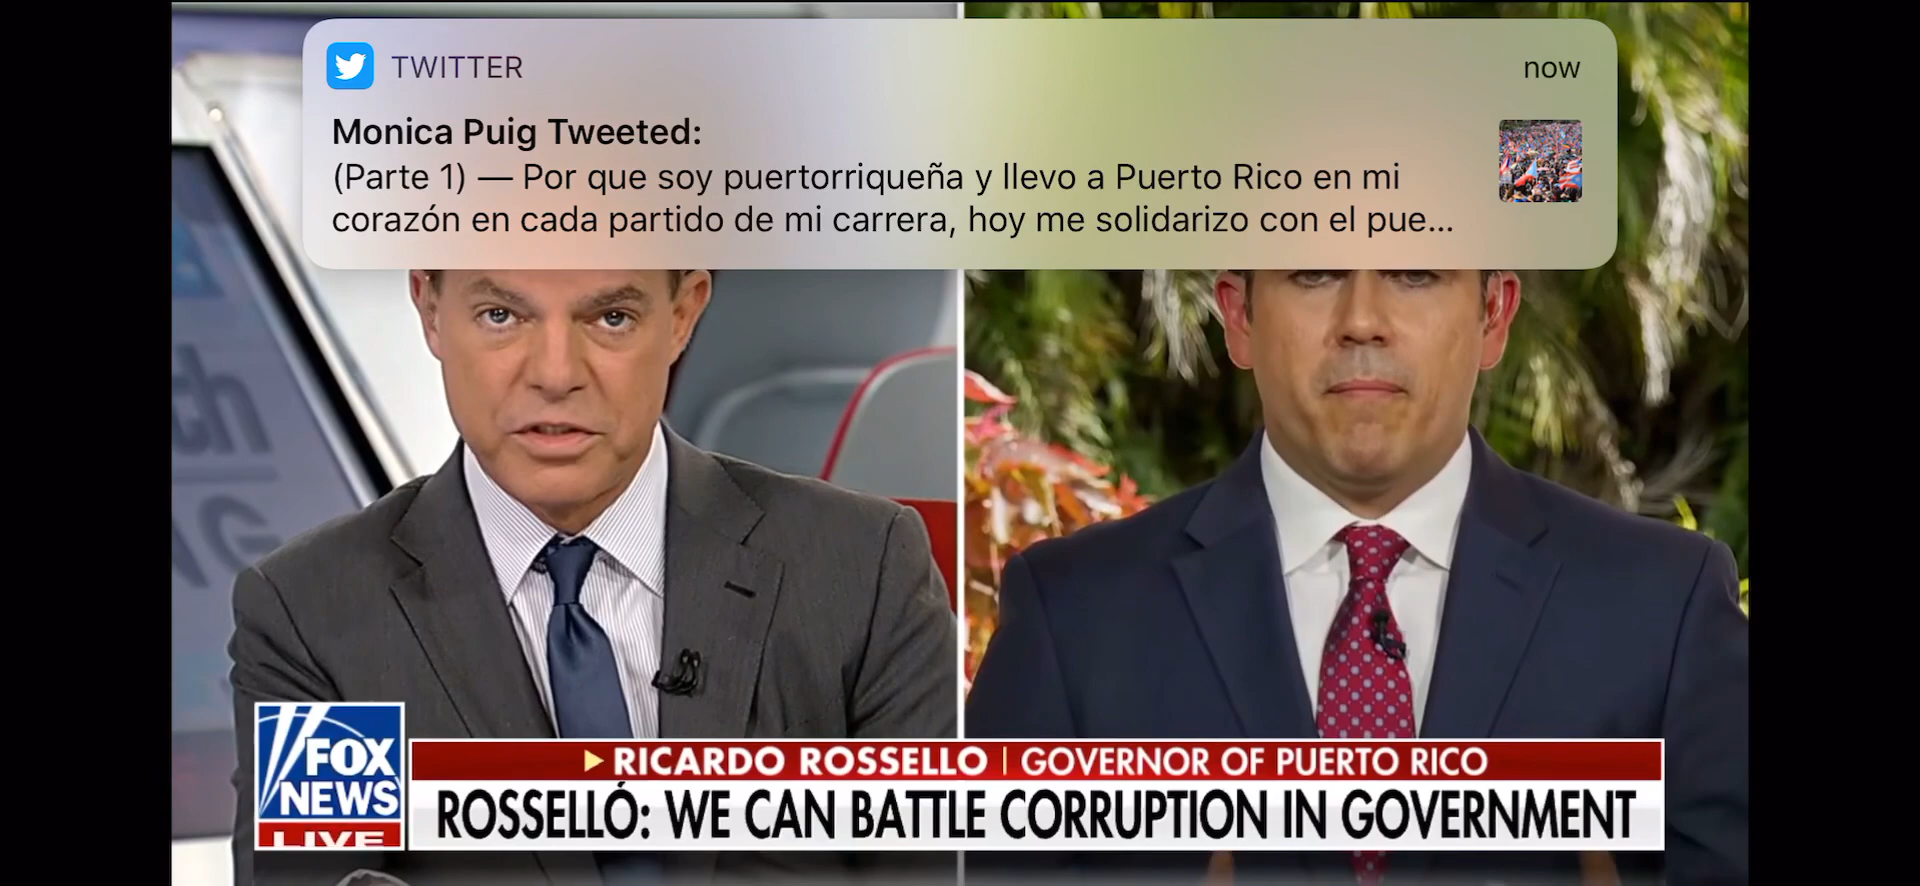 TWITTER
now
Monica Puig Tweeted:
(Parte 1) — Por que soy puertorriqueña y llevo a Puerto Rico en mi
corazón en cada partido de mi carrera, hoy me solidarizo con el pue...
th
FOX
NEWS
LIVE
RICARDO ROSSELLO | GOVERNOR OF PUERTO RICO
ROSSELLÓ: WE CAN BATTLE CORRUPTION IN GOVERNMENT